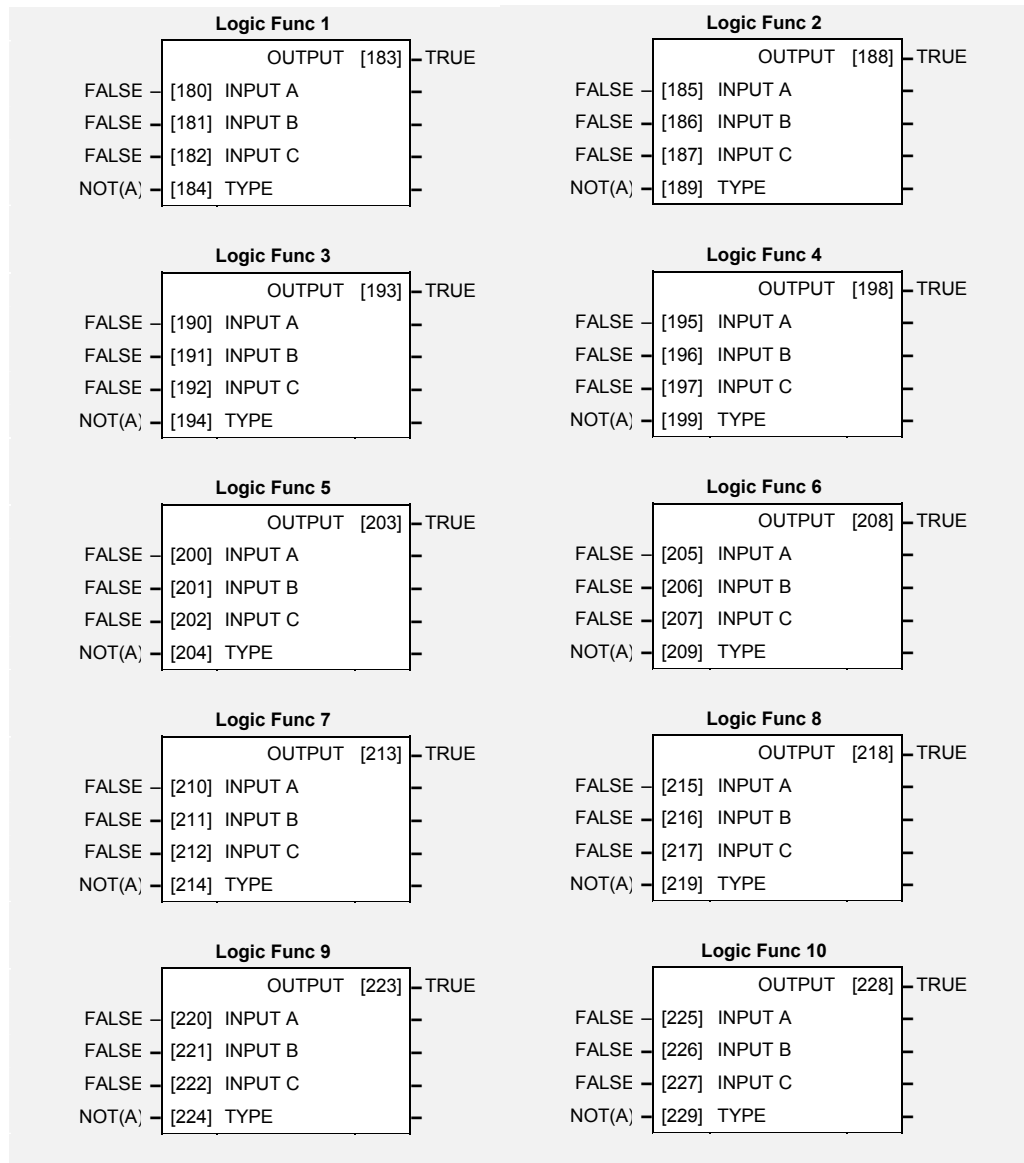 Logic Func 1
OUTPUT [183] TRUE
FALSE [180] INPUT A
FALSE [181] INPUT B
FALSE [182] INPUT C
NOT(A) [184] TYPE
Logic Func 2
OUTPUT [188] TRUE
FALSE [185] INPUT A
FALSE [186] INPUT B
FALSE [187] INPUT C
NOT(A) [189] TYPE
Logic Func 3
OUTPUT [193] TRUE
FALSE [190] INPUT A
FALSE [191] INPUT B
FALSE [192] INPUT C
NOT(A) [194] TYPE
Logic Func 4
OUTPUT [198] TRUE
FALSE [195] INPUT A
FALSE [196] INPUT B
FALSE [197] INPUT C
NOT(A) [199] TYPE
Logic Func 5
OUTPUT [203] TRUE
FALSE [200] INPUT A
FALSE [201] INPUT B
FALSE [202] INPUT C
NOT(A) [204] TYPE
Logic Func 6
OUTPUT [208] TRUE
FALSE [205] INPUT A
FALSE [206] INPUT B
FALSE [207] INPUT C
NOT(A) [209] TYPE
Logic Func 7
OUTPUT [213] TRUE
FALSE [210] INPUT A
FALSE [211] INPUT B
FALSE [212] INPUT C
NOT(A) [214] TYPE
Logic Func 8
OUTPUT [218] TRUE
FALSE [215] INPUT A
FALSE [216] INPUT B
FALSE [217] INPUT C
NOT(A) [219] TYPE
Logic Func 9
OUTPUT [223] TRUE
FALSE [220] INPUT A
FALSE [221] INPUT B
FALSE [222] INPUT C
NOT(A) [224] TYPE
Logic Func 10
OUTPUT [228] TRUE
FALSE [225] INPUT A
FALSE [226] INPUT B
FALSE [227] INPUT C
NOT(A) [229] TYPE